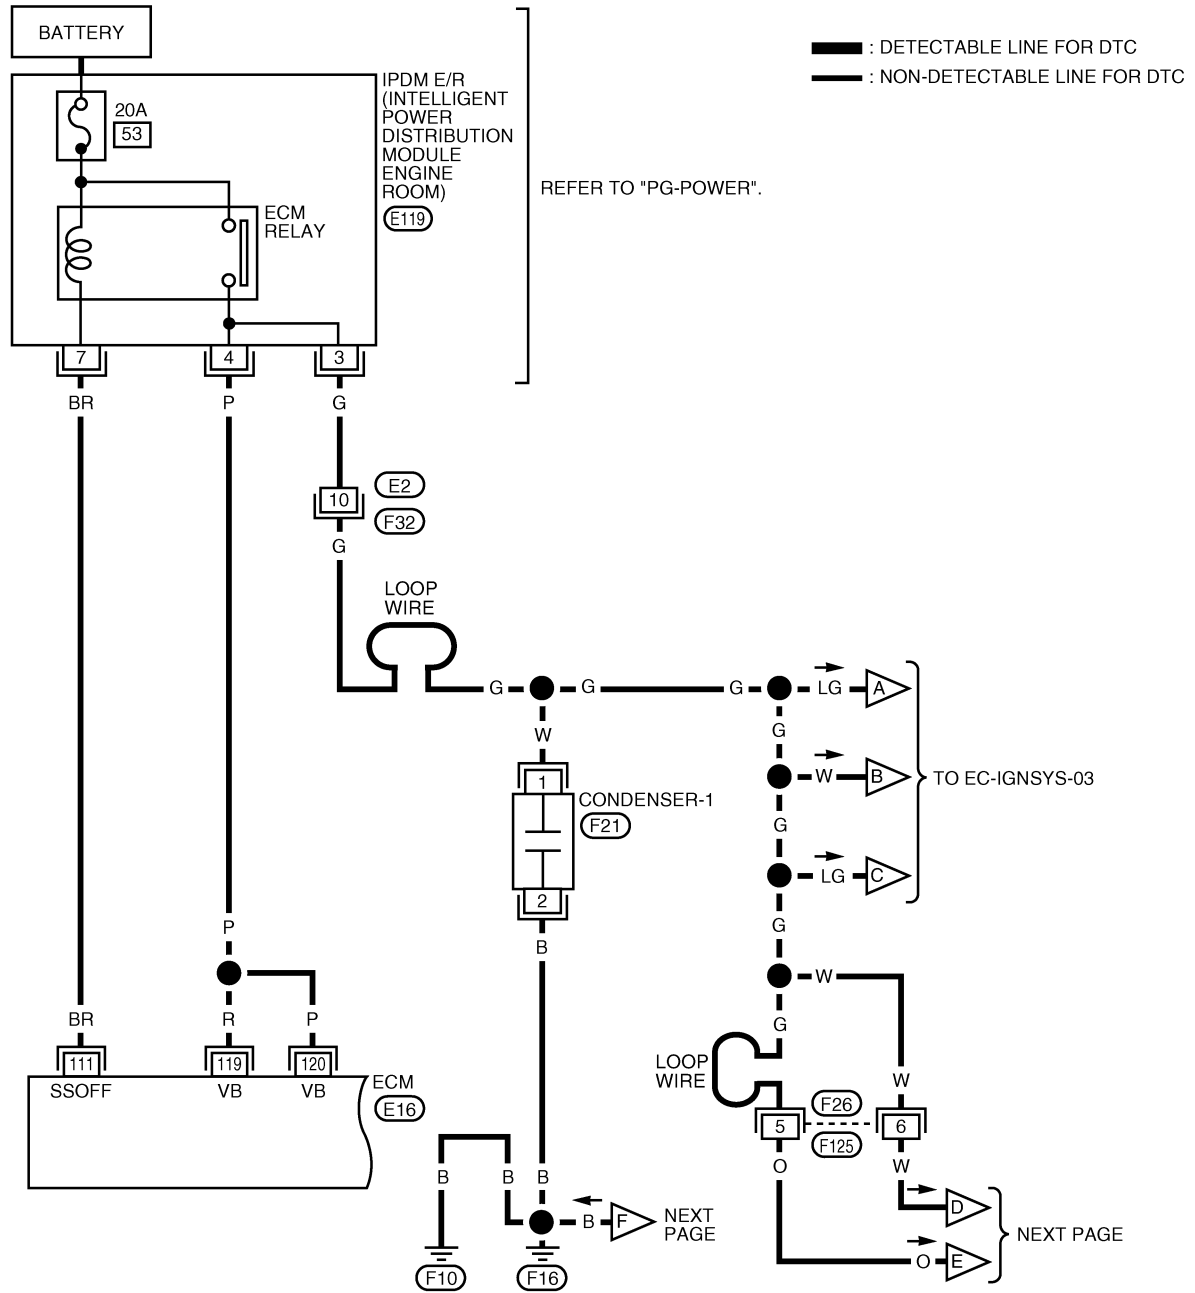 BATTERY
: DETECTABLE LINE FOR DTC
: NON-DETECTABLE LINE FOR DTC
IPDM E/R
(INTELLIGENT
POWER
DISTRIBUTION
MODULE
ENGINE
ROOM)
E119
20A
53
REFER TO "PG-POWER".
ECM
RELAY
7
4
3
BR
P
G
10
E2
F32
G
LOOP
WIRE
G
G
G
LG
A
W
G
W
B
TO EC-IGNSYS-03
1
CONDENSER-1
F21
G
LG
C
2
G
P
B
W
G
BR
R
P
LOOP
WIRE
111
119
120
SSOFF
VB
VB
ECM
E16
W
F26
5
6
F125
O
W
B
B
B
D
B
F
NEXT
PAGE
NEXT PAGE
O
E
F10
F16